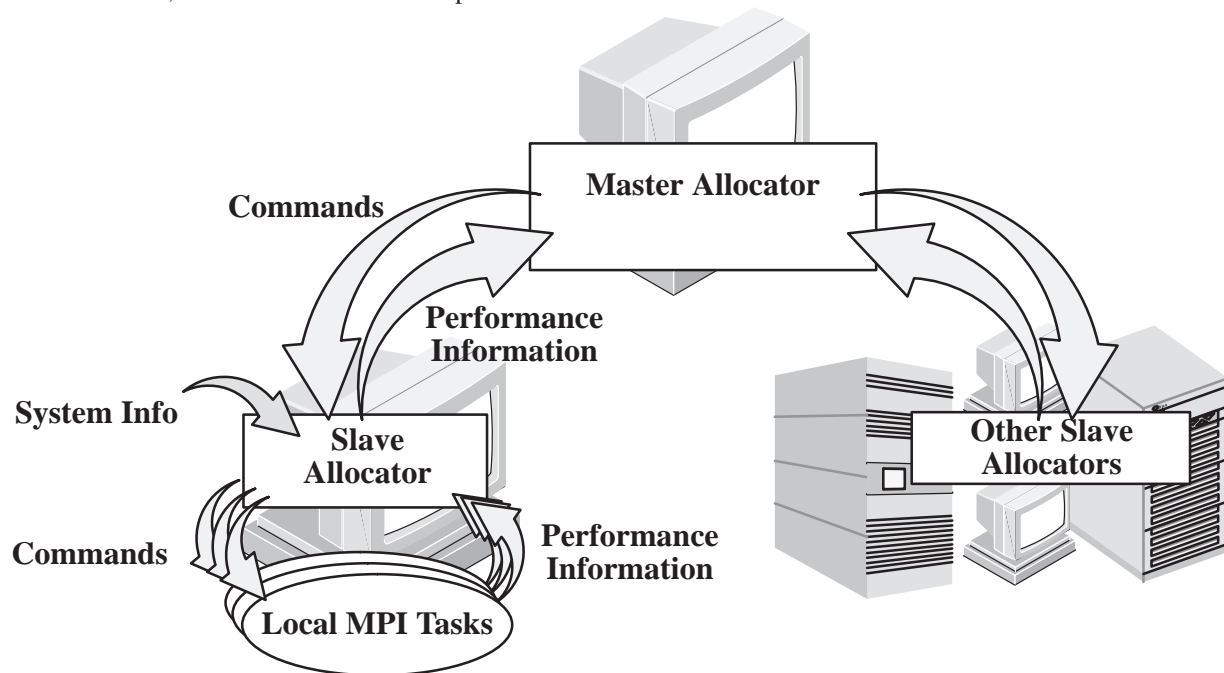 Master Allocator
Commands
Performance
Information
System Info
Slave
Allocator
Other Slave
Allocators
Commands
Performance
Information
Local MPI Tasks